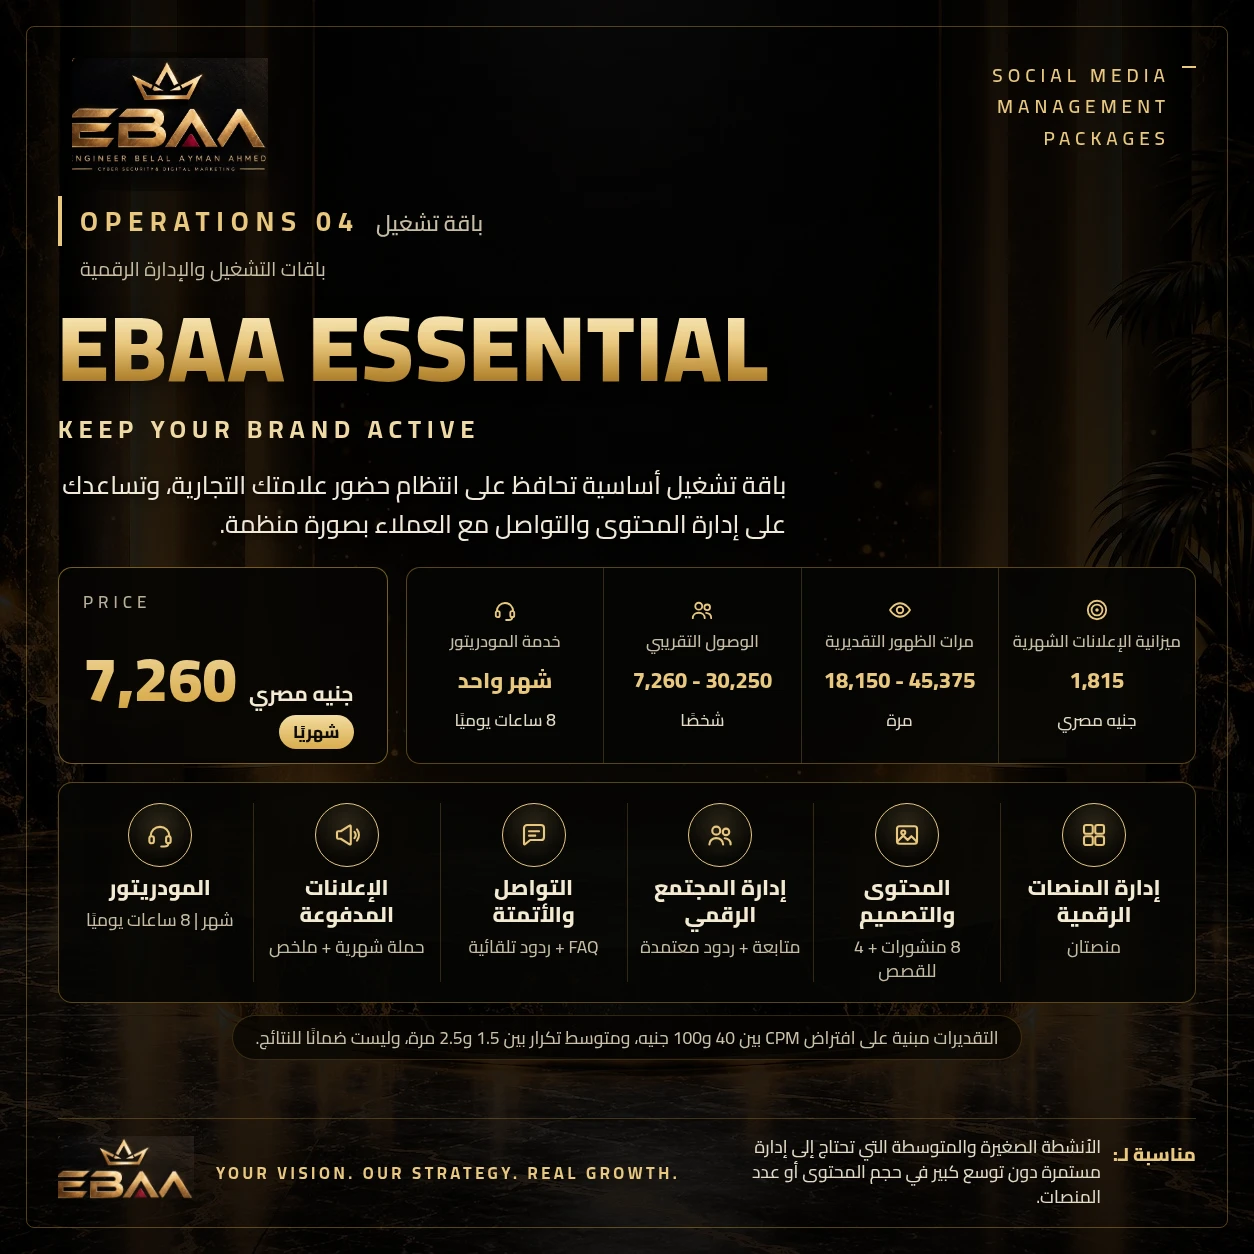 EBAA
ENGINEER BELAL AYMAN AHMED
CYBER SECURITY & DIGITAL MARKETING
SOCIAL MEDIA
MANAGEMENT
PACKAGES
OPERATIONS 04 باقة تشغيل
باقات التشغيل والإدارة الرقمية
EBAA ESSENTIAL
KEEP YOUR BRAND ACTIVE
باقة تشغيل أساسية تحافظ على انتظام حضور علامتك التجارية، وتساعدك
على إدارة المحتوى والتواصل مع العملاء بصورة منظمة.
PRICE
7,260 جنيه مصري
شهريًا
ميزانية الإعلانات الشهرية
1,815
جنيه مصري
مرات الظهور التقديرية
18,150 - 45,375
مرة
الوصول التقريبي
7,260 - 30,250
شخصًا
خدمة المودريتور
شهر واحد
8 ساعات يوميًا
إدارة المنصات
الرقمية
منصتان
المحتوى
والتصميم
8 منشورات + 4
للقصص
إدارة المجتمع
الرقمي
متابعة + ردود معتمدة
التواصل
والأتمتة
FAQ + ردود تلقائية
الإعلانات
المدفوعة
حملة شهرية + ملخص
المودريتور
شهر | 8 ساعات يوميًا
التقديرات مبنية على افتراض CPM بين 40 و100 جنيه، ومتوسط تكرار بين 1.5 و2.5 مرة، وليست ضمانًا للنتائج.
مناسبة لـ:
الأنشطة الصغيرة والمتوسطة التي تحتاج إلى إدارة
مستمرة دون توسع كبير في حجم المحتوى أو عدد
المنصات.
YOUR VISION. OUR STRATEGY. REAL GROWTH.
EBAA